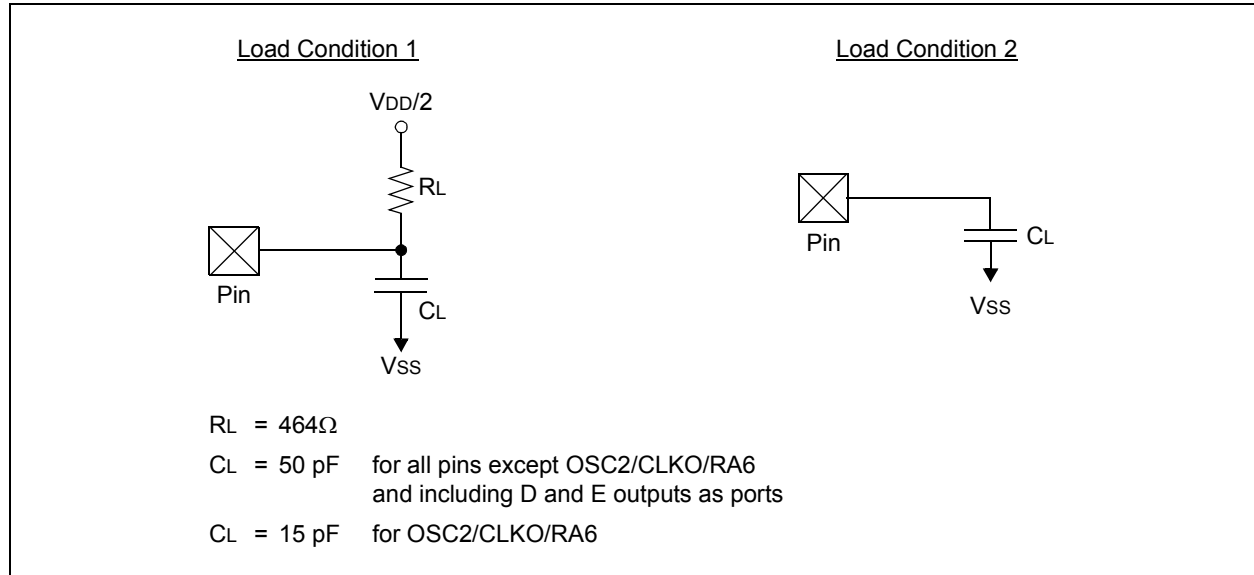 Load Condition 1
Load Condition 2
VDD/2
RL
Pin
CL
VSS
Pin
CL
VSS
RL = 464Ω
CL = 50 pF for all pins except OSC2/CLKO/RA6
and including D and E outputs as ports
CL = 15 pF for OSC2/CLKO/RA6